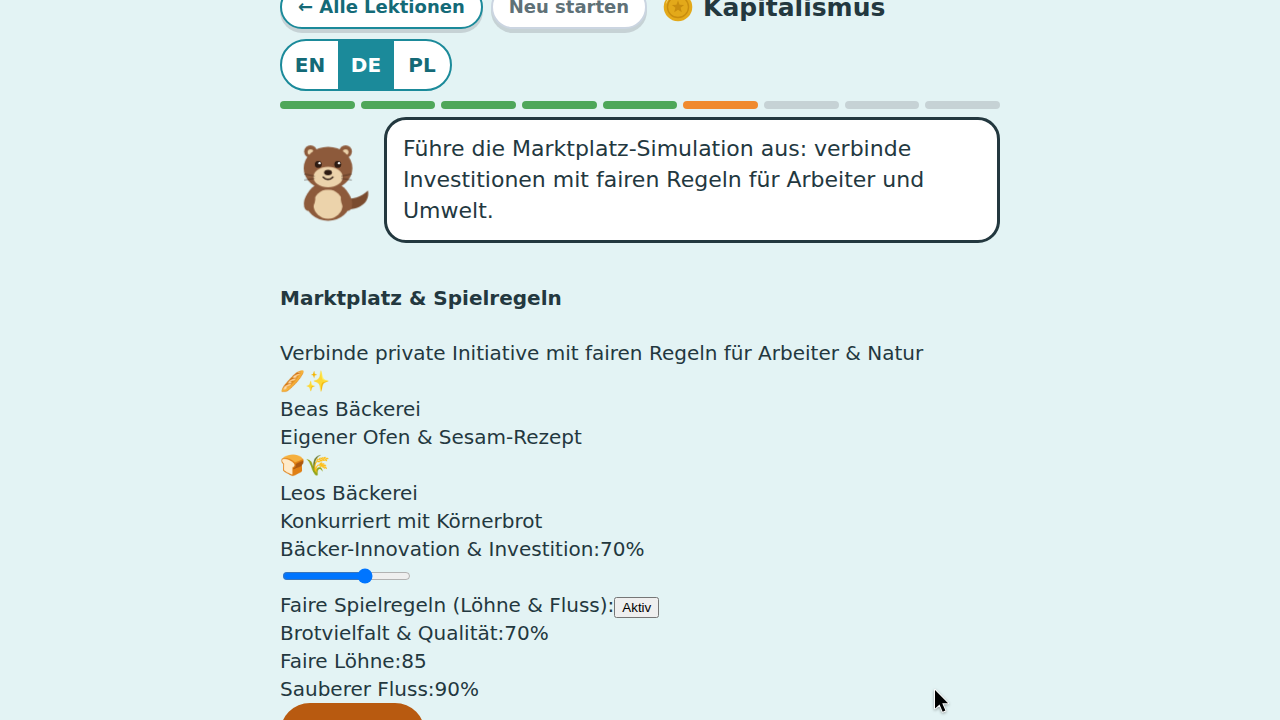 ← Alle Lektionen
Neu starten
Kapitalismus
EN DE PL
Führe die Marktplatz-Simulation aus: verbinde
Investitionen mit fairen Regeln für Arbeiter und
Umwelt.
Marktplatz & Spielregeln
Verbinde private Initiative mit fairen Regeln für Arbeiter & Natur
Beas Bäckerei
Eigener Ofen & Sesam-Rezept
Leos Bäckerei
Konkurriert mit Körnerbrot
Bäcker-Innovation & Investition:70%
Faire Spielregeln (Löhne & Fluss):Aktiv
Brotvielfalt & Qualität:70%
Faire Löhne:85
Sauberer Fluss:90%